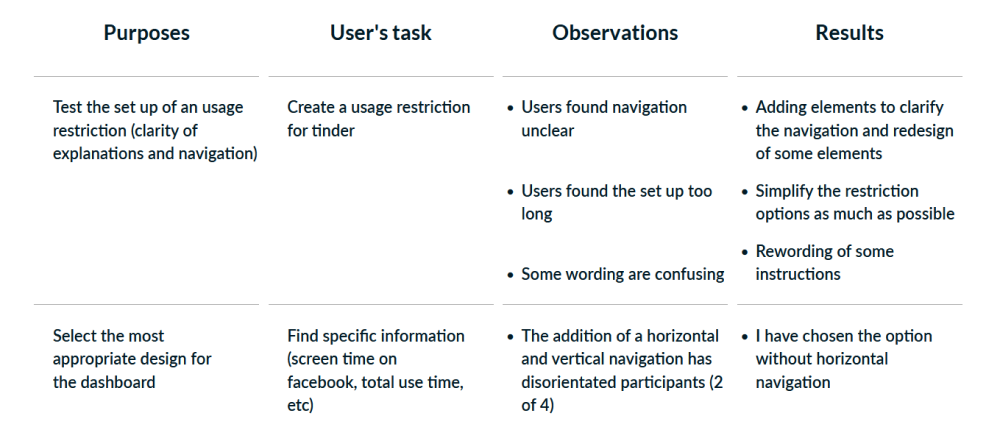 Purposes
User's task
Observations
Results
Test the set up of an usage
restriction (clarity of
explanations and navigation)
Create a usage restriction
for tinder
• Users found navigation
unclear
• Users found the set up too
long
• Some wording are confusing
• Adding elements to clarify
the navigation and redesign
of some elements
• Simplify the restriction
options as much as possible
• Rewording of some
instructions
Select the most
appropriate design for
the dashboard
Find specific information
(screen time on
facebook, total use time,
etc)
• The addition of a horizontal
and vertical navigation has
disorientated participants (2
of 4)
• I have chosen the option
without horizontal
navigation